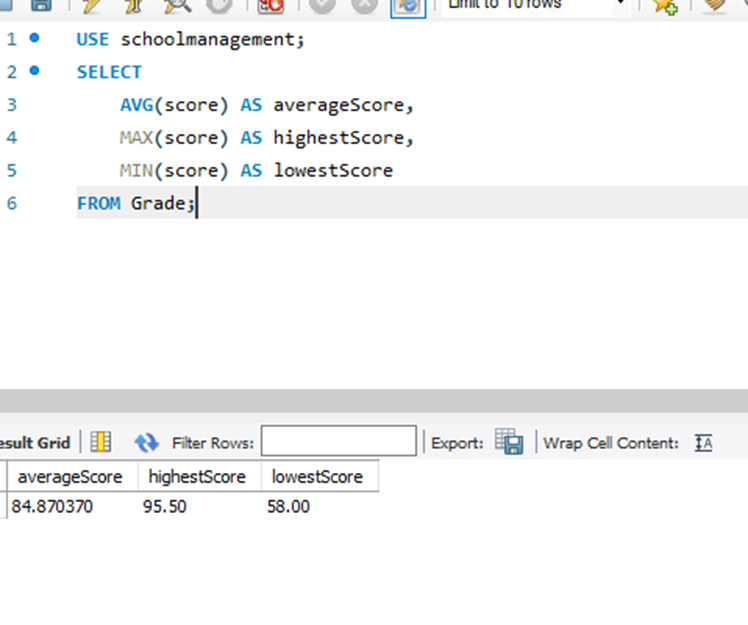 Limit to 10 rows
1 USE schoolmanagement;
2 SELECT
3 AVG(score) AS averageScore,
4 MAX(score) AS highestScore,
5 MIN(score) AS lowestScore
6 FROM Grade;
esult Grid Filter Rows: Export: Wrap Cell Content: IA
averageScore highestScore lowestScore
84.870370 95.50 58.00